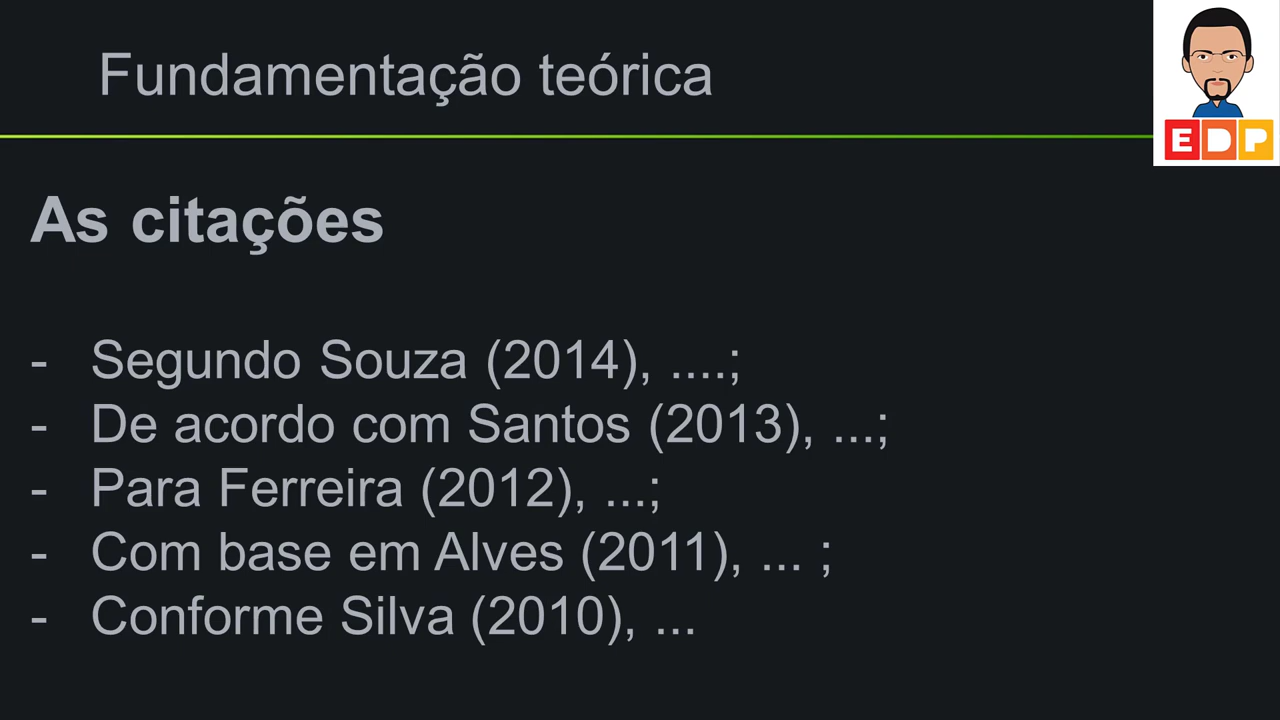 Fundamentação teórica
EDP
As citações
- Segundo Souza (2014), ....;
- De acordo com Santos (2013), ...;
- Para Ferreira (2012), ...;
- Com base em Alves (2011), ... ;
- Conforme Silva (2010), ...